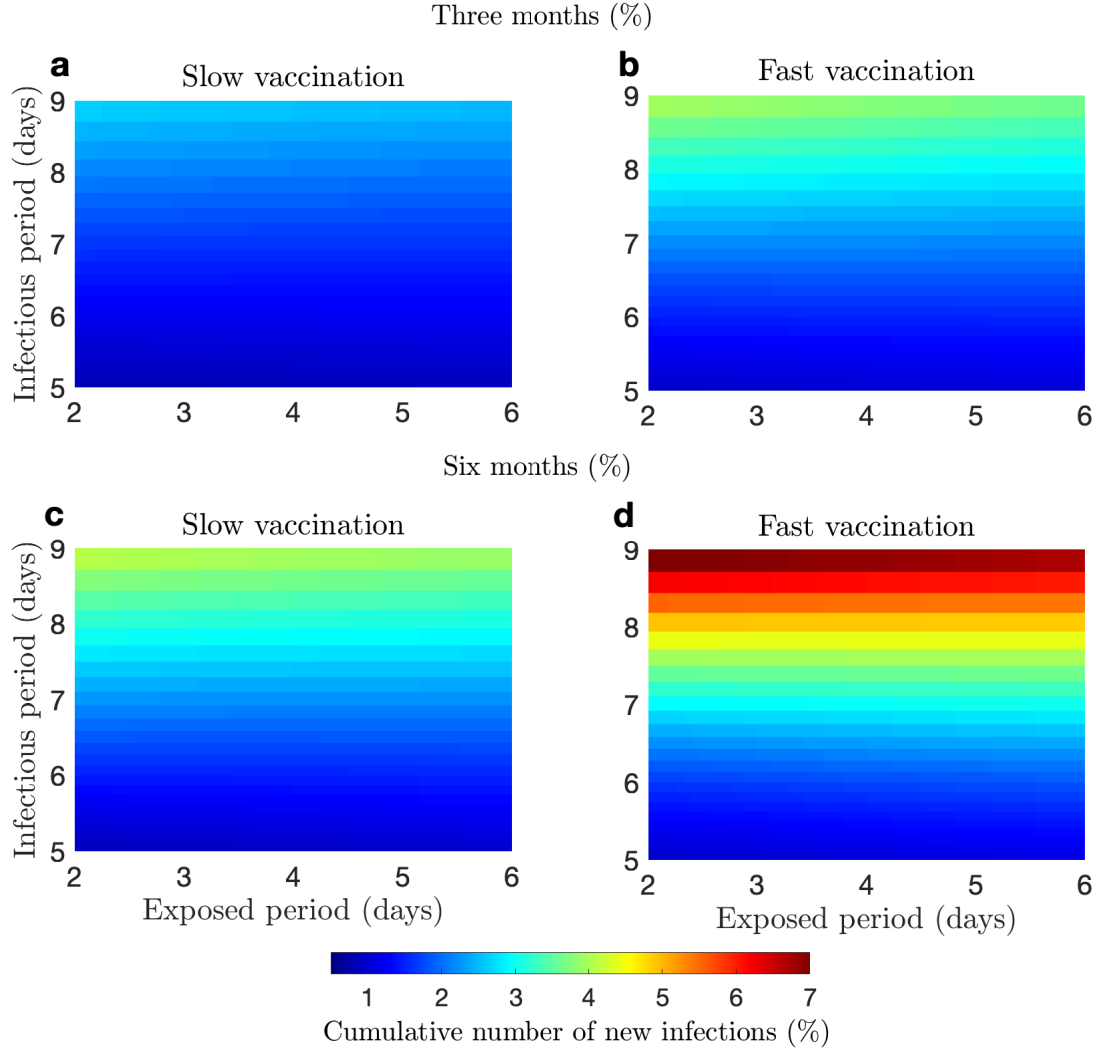 Three months (%)
a
Slow vaccination
Infectious period (days)
9
8
7
6
5
2 3 4 5 6
b
Fast vaccination
9
8
7
6
5
2 3 4 5 6
Six months (%)
c
Slow vaccination
Infectious period (days)
9
8
7
6
5
2 3 4 5 6
Exposed period (days)
d
Fast vaccination
9
8
7
6
5
2 3 4 5 6
Exposed period (days)
1 2 3 4 5 6 7
Cumulative number of new infections (%)